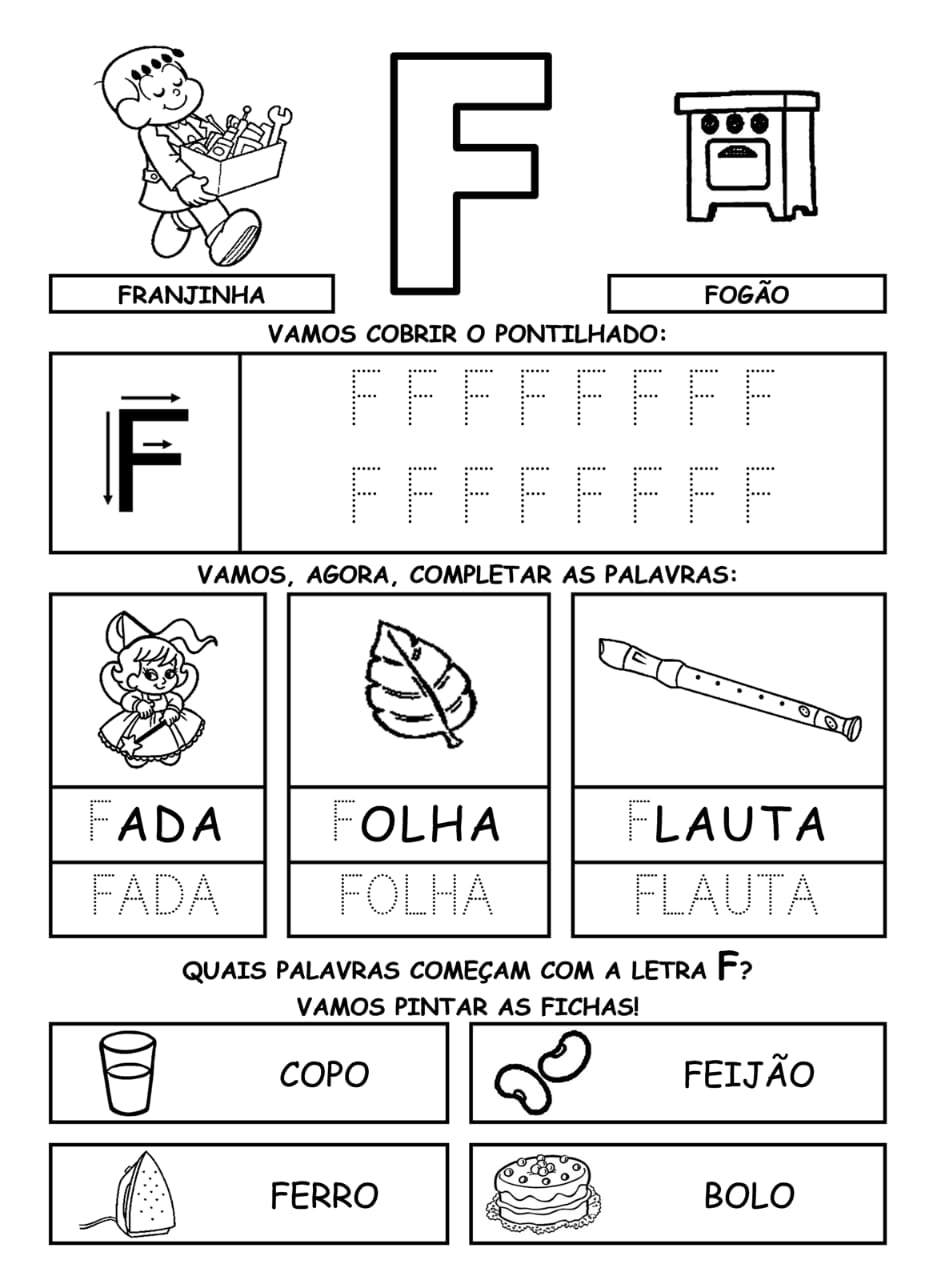 F
FRANJINHA
FOGÃO
VAMOS COBRIR O PONTILHADO:
F F F F F F F F F
F F F F F F F F
VAMOS, AGORA, COMPLETAR AS PALAVRAS:
FADA FOLHA FLAUTA
FADA FOLHA FLAUTA
QUAIS PALAVRAS COMEÇAM COM A LETRA F?
VAMOS PINTAR AS FICHAS!
COPO
FEIJÃO
FERRO
BOLO